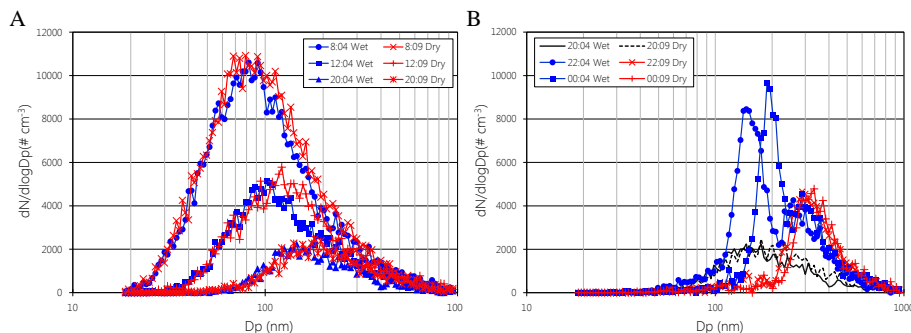 A
B
12000
10000
8000
6000
4000
2000
0
dN/dlogDp(# cm-3)
8:04 Wet
8:09 Dry
12:04 Wet
12:09 Dry
20:04 Wet
20:09 Dry
10
100
100
Dp (nm)
12000
10000
8000
6000
4000
2000
0
dN/dlogDp(# cm-3)
20:04 Wet
20:09 Dry
22:04 Wet
22:09 Dry
00:04 Wet
00:09 Dry
10
100
100
Dp (nm)